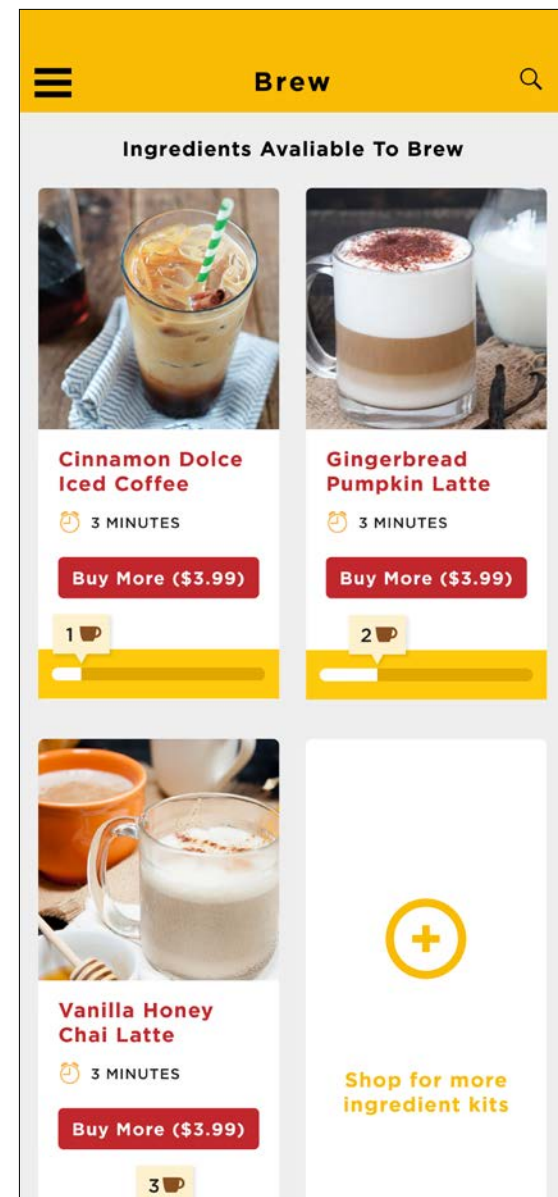 Brew
Ingredients Avaliable To Brew
Cinnamon Dolce
Iced Coffee
3 MINUTES
Buy More ($3.99)
1
Gingerbread
Pumpkin Latte
3 MINUTES
Buy More ($3.99)
2
Vanilla Honey
Chai Latte
3 MINUTES
Buy More ($3.99)
3
Shop for more
ingredient kits